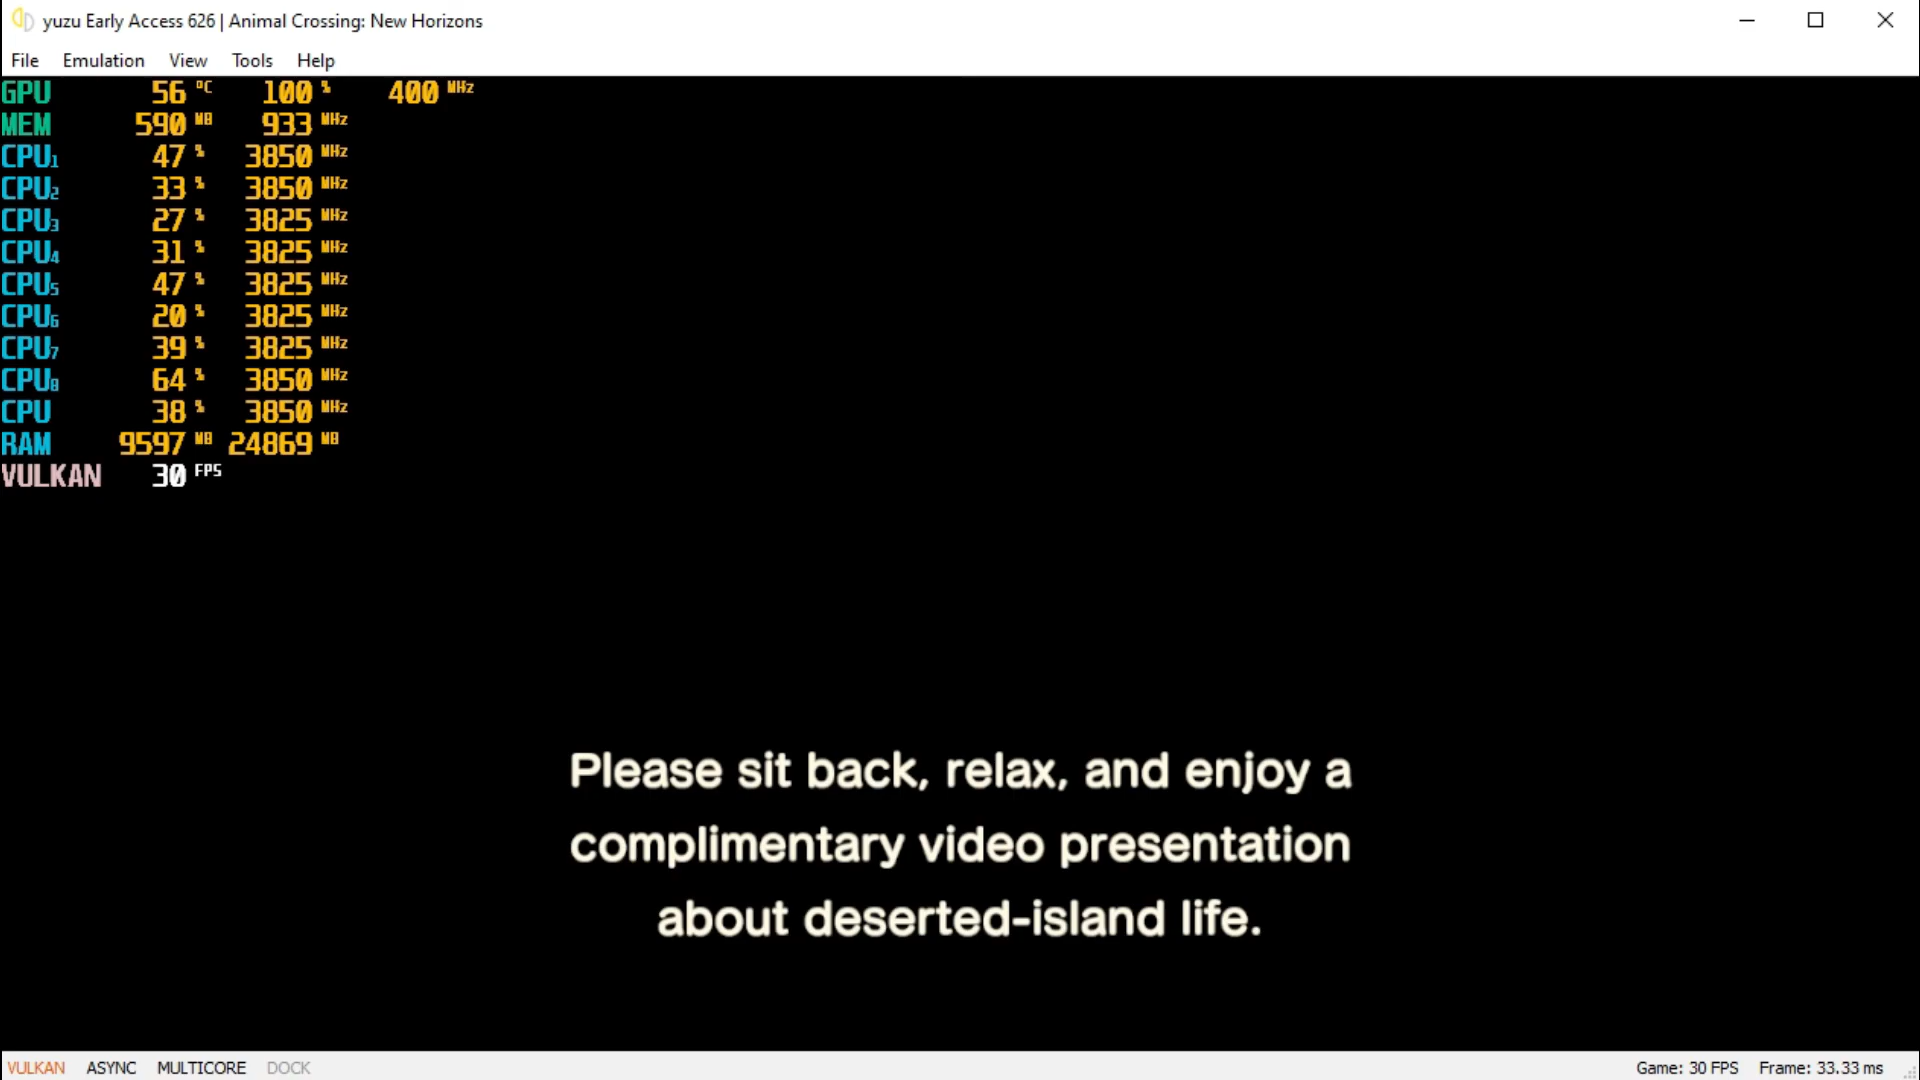 yuzu Early Access 626 | Animal Crossing: New Horizons
File Emulation View Tools Help
GPU 56 °C 100 % 400 MHz
MEM 590 MB 933 MHz
CPU1 47 % 3850 MHz
CPU2 33 % 3850 MHz
CPU3 27 % 3825 MHz
CPU4 31 % 3825 MHz
CPU5 47 % 3825 MHz
CPU6 20 % 3825 MHz
CPU7 39 % 3825 MHz
CPU8 64 % 3850 MHz
CPU 38 % 3850 MHz
RAM 9597 MB 24869 MB
VULKAN 30 FPS
Please sit back, relax, and enjoy a
complimentary video presentation
about deserted-island life.
VULKAN ASYNC MULTICORE DOCK Game: 30 FPS Frame: 33.33 ms